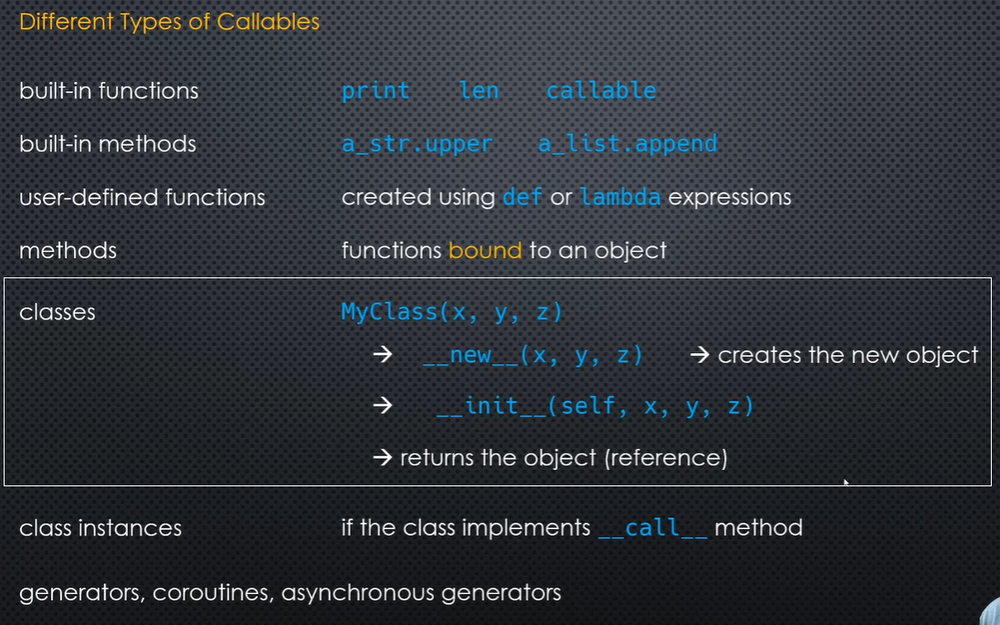 Different Types of Callables
built-in functions print len callable
built-in methods a_str.upper a_list.append
user-defined functions created using def or lambda expressions
methods functions bound to an object
classes MyClass(x, y, z)
→ __new__(x, y, z) → creates the new object
→ __init__(self, x, y, z)
→ returns the object (reference)
class instances if the class implements __call__ method
generators, coroutines, asynchronous generators